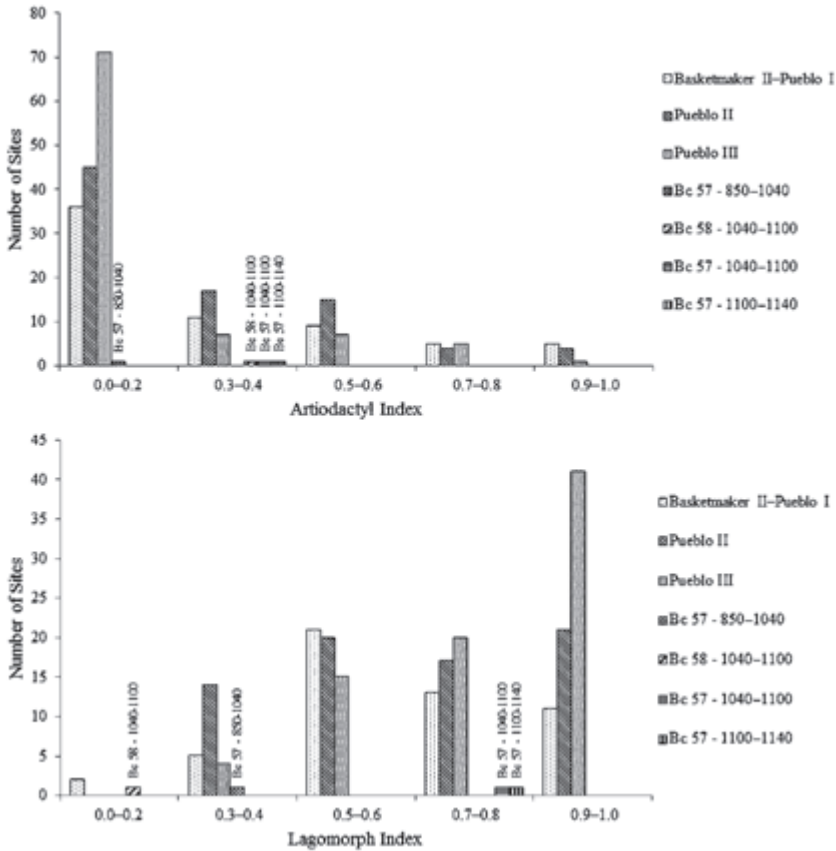 80
70
60
50
40
30
20
10
0
Number of Sites
Bc 57 - 850-1040
Bc 58 - 1040-1100
Bc 57 - 1040-1100
Bc 57 - 1100-1140
0.0–0.2 0.3–0.4 0.5–0.6 0.7–0.8 0.9–1.0
Artiodactyl Index
Basketmaker II–Pueblo I
Pueblo II
Pueblo III
Bc 57 - 850–1040
Bc 58 - 1040–1100
Bc 57 - 1040–1100
Bc 57 - 1100–1140
45
40
35
30
25
20
15
10
5
0
Number of Sites
Bc 58 - 1040-1100
Bc 57 - 850-1040
Bc 57 - 1040-1100
Bc 57 - 1100-1140
0.0–0.2 0.3–0.4 0.5–0.6 0.7–0.8 0.9–1.0
Lagomorph Index
Basketmaker II–Pueblo I
Pueblo II
Pueblo III
Bc 57 - 850–1040
Bc 58 - 1040–1100
Bc 57 - 1040–1100
Bc 57 - 1100–1140